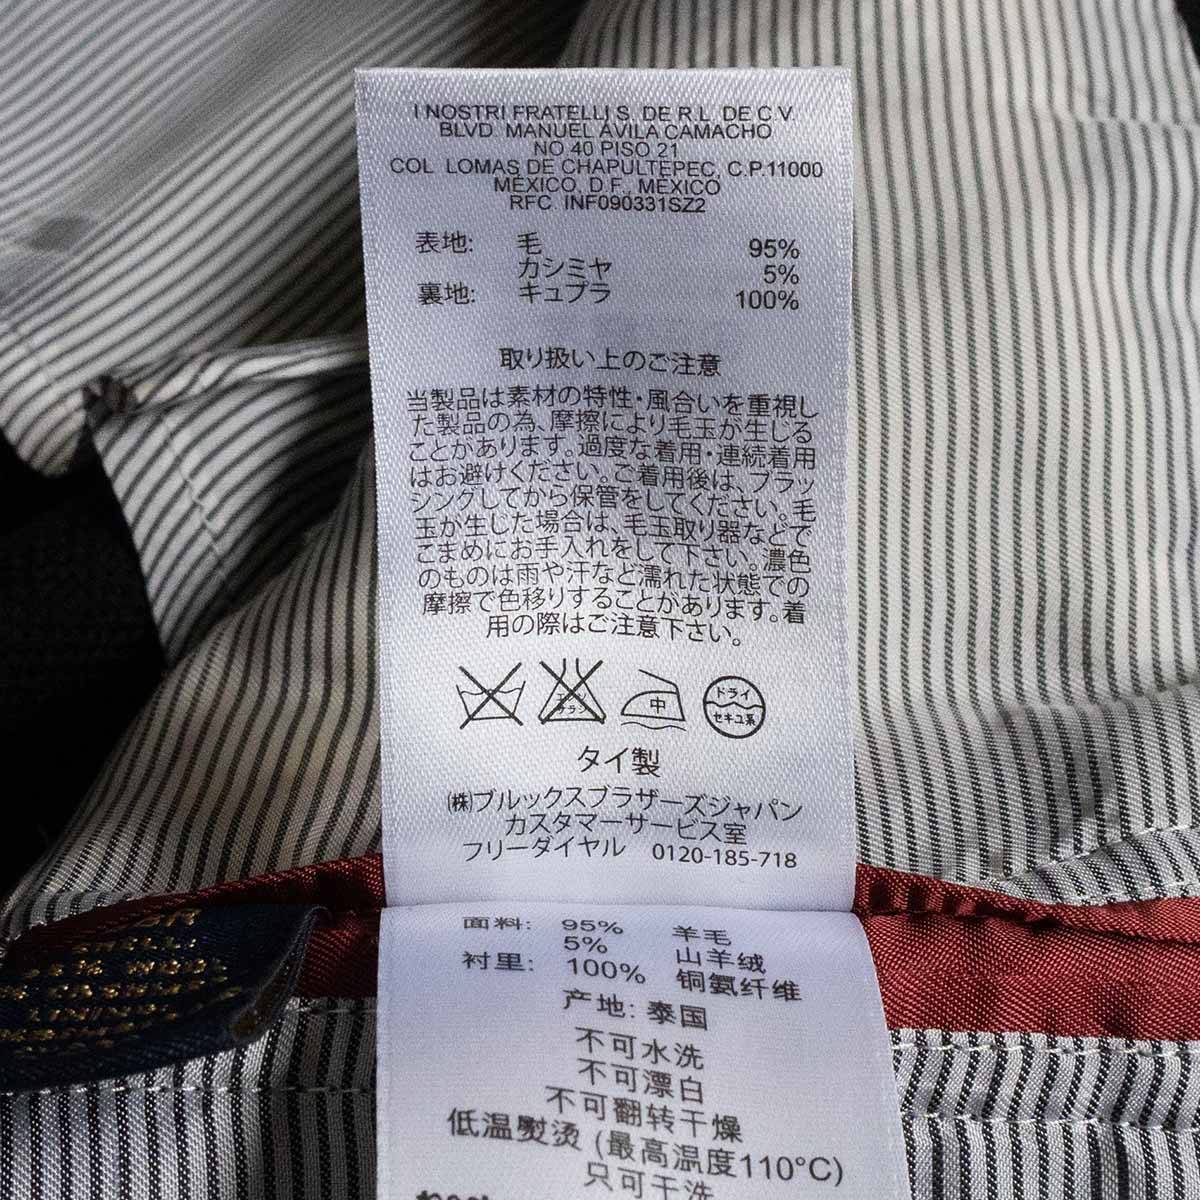 I NOSTRI FRATELLI S. DE R.L. DE C.V.
BLVD. MANUEL ÁVILA CAMACHO
NO 40 PISO 21
COL. LOMAS DE CHAPULTEPEC, C.P.11000
MÉXICO, D.F., MÉXICO
RFC INF090331SZ2
表地: 毛 95%
カシミヤ 5%
裏地: キュプラ 100%
取り扱い上のご注意
当製品は素材の特性・風合いを重視し
た製品の為、摩擦により毛玉が生じる
ことがあります。過度な着用・連続着用
はお避けください。ご着用後は、ブラッ
シングしてから保管をしてください。毛
玉が生じた場合は、毛玉取り器などで
こまめにお手入れをして下さい。濃色
のものは雨や汗など濡れた状態での
摩擦で色移りすることがあります。着
用の際はご注意下さい。
エンソ
サラシ
中
ドライ
セキユ系
タイ製
㈱ブルックスブラザーズジャパン
カスタマーサービス室
フリーダイヤル 0120-185-718
面料: 95% 羊毛
5% 山羊绒
衬里: 100% 铜氨纤维
产地: 泰国
不可水洗
不可漂白
不可翻转干燥
低温熨烫 (最高温度110°C)
只可干洗